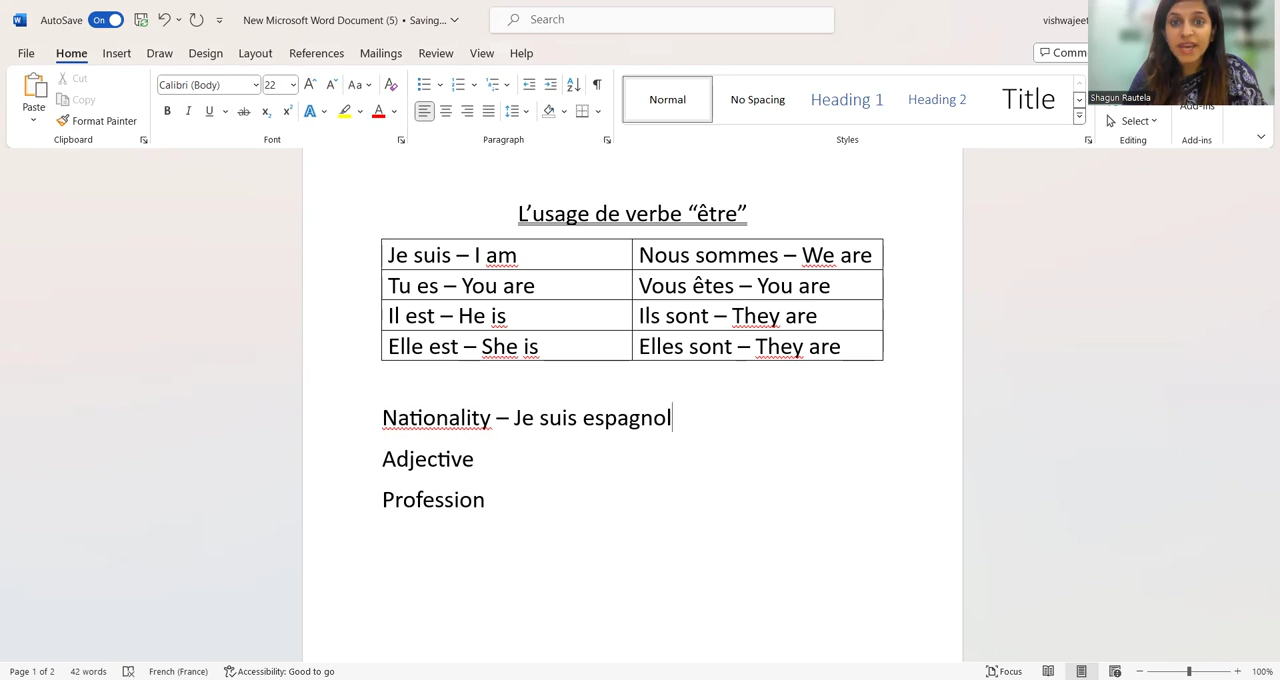 AutoSave On New Microsoft Word Document (5) • Saving... Search vishwajeet
File Home Insert Draw Design Layout References Mailings Review View Help Comm
Shagun Rautela
Paste Cut Calibri (Body) 22 Aa Normal No Spacing Heading 1 Heading 2 Title
Copy
Format Painter B I U ab x₂ x² A A Select
Clipboard Font Paragraph Styles Editing Add-ins
L’usage de verbe “être”
Je suis – I am Nous sommes – We are
Tu es – You are Vous êtes – You are
Il est – He is Ils sont – They are
Elle est – She is Elles sont – They are
Nationality – Je suis espagnol
Adjective
Profession
Page 1 of 2 42 words French (France) Accessibility: Good to go Focus 100%